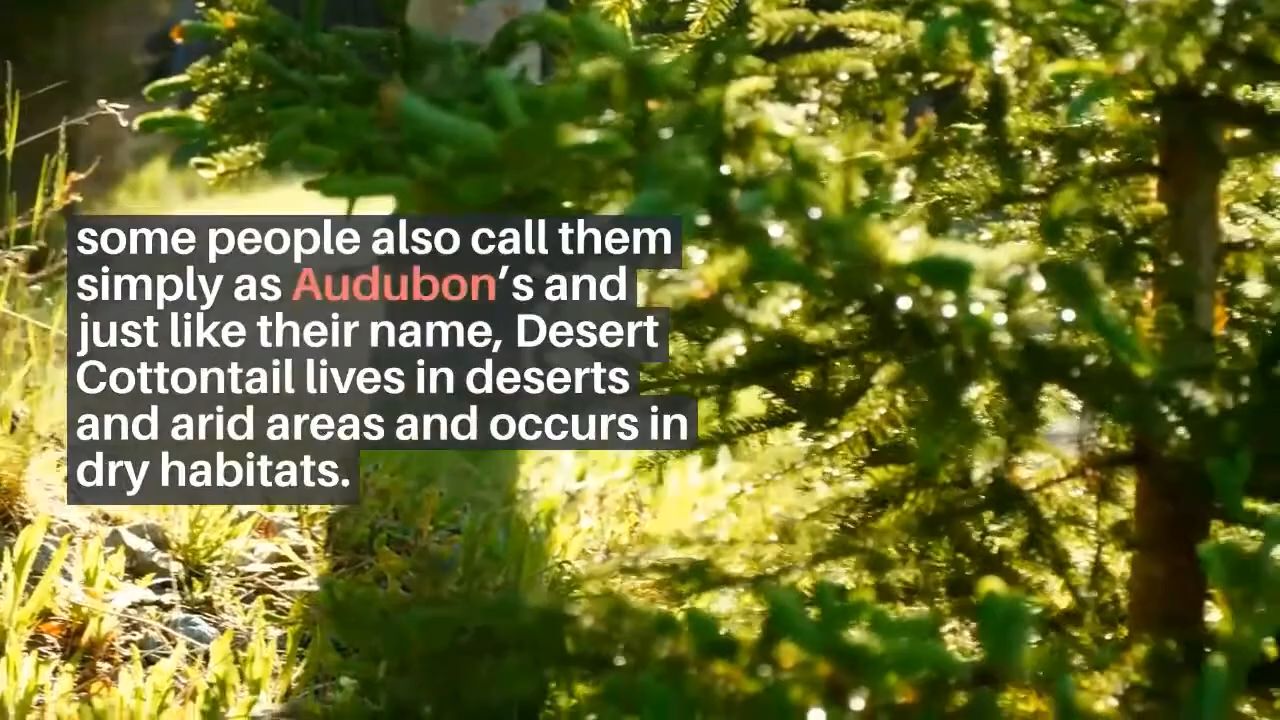 some people also call them
simply as Audubon’s and
just like their name, Desert
Cottontail lives in deserts
and arid areas and occurs in
dry habitats.